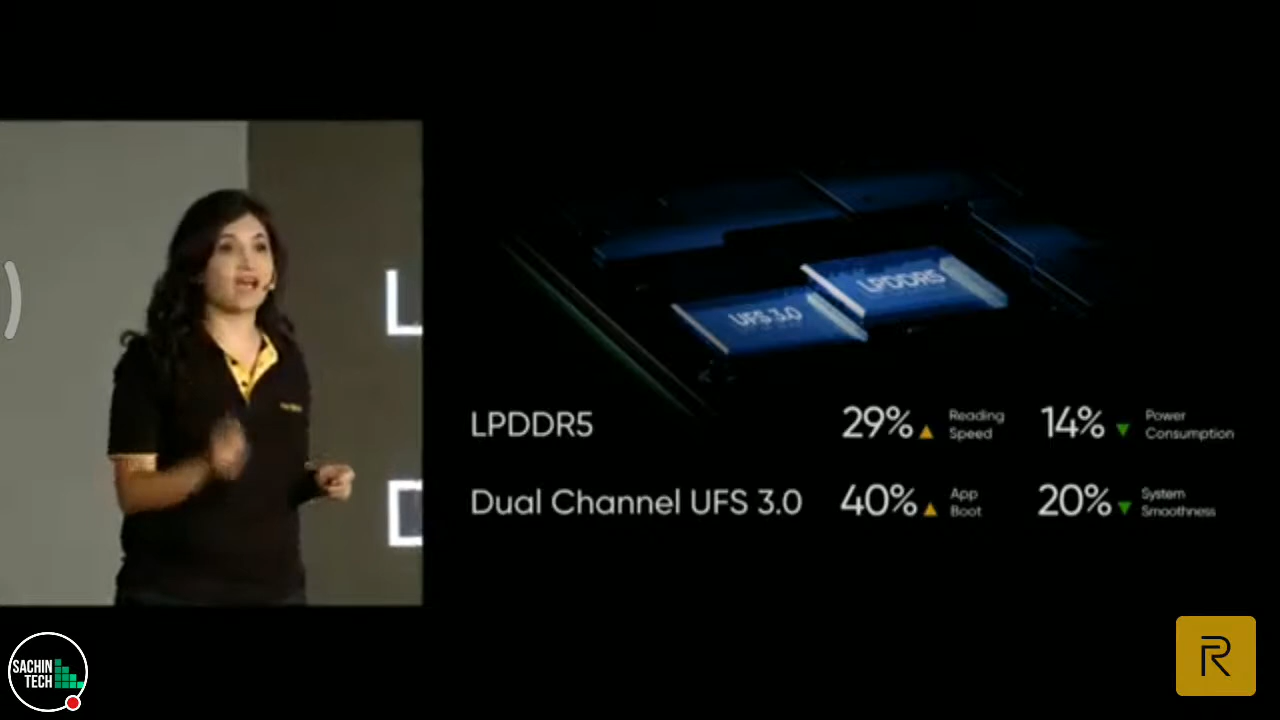 )
L
D
UFS 3.0
LPDDR5
LPDDR5
29%▲ Reading Speed
14%▼ Power Consumption
Dual Channel UFS 3.0
40%▲ App Boot
20%▼ System Smoothness
SACHIN
TECH
R